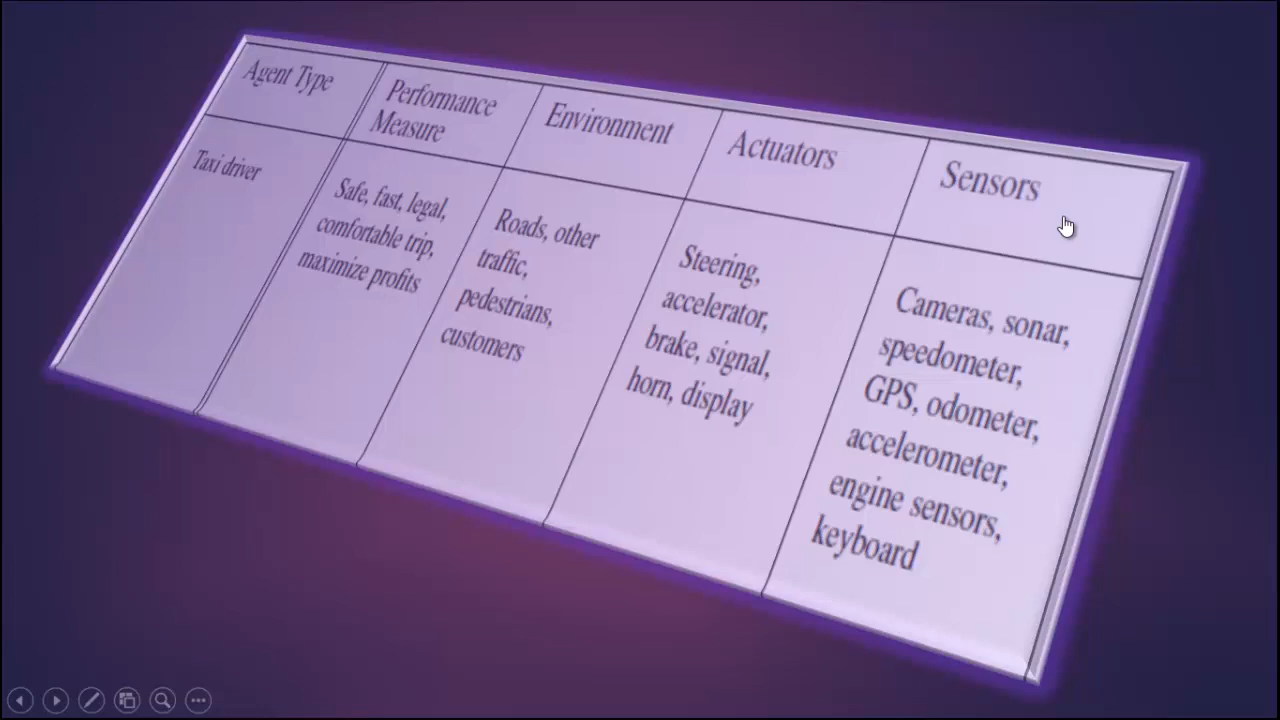 Agent Type
Performance
Measure
Environment
Actuators
Sensors
Taxi driver
Safe, fast, legal,
comfortable trip,
maximize profits
Roads, other
traffic,
pedestrians,
customers
Steering,
accelerator,
brake, signal,
horn, display
Cameras, sonar,
speedometer,
GPS, odometer,
accelerometer,
engine sensors,
keyboard